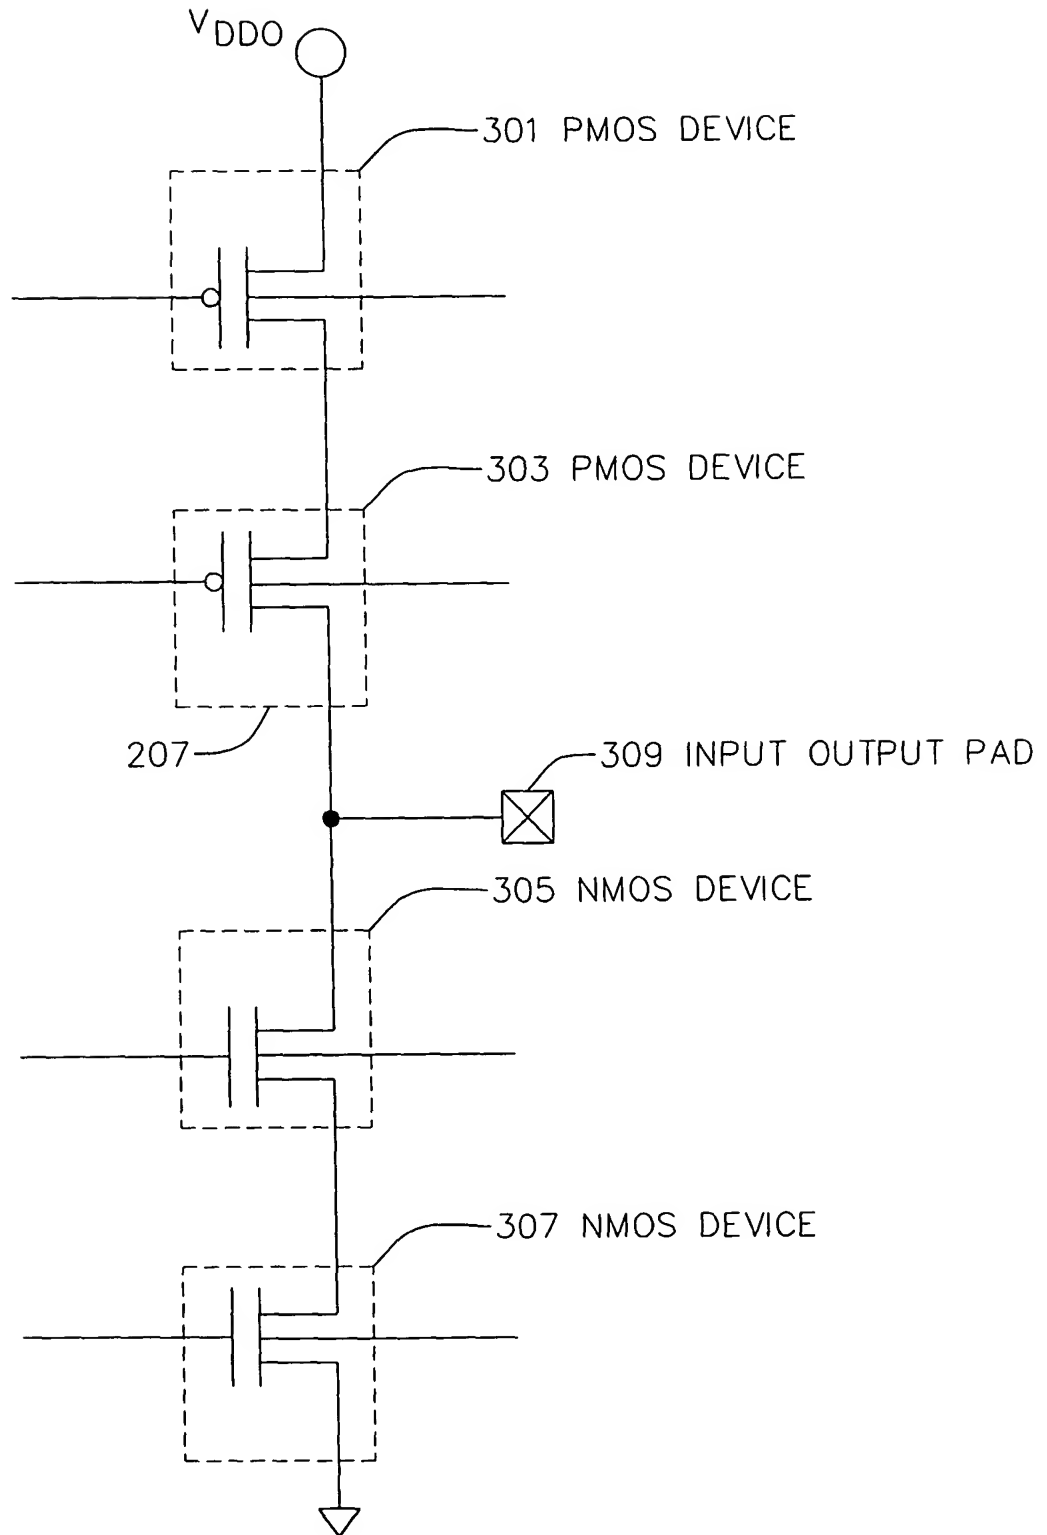 VDDO
301 PMOS DEVICE
303 PMOS DEVICE
207
309 INPUT OUTPUT PAD
305 NMOS DEVICE
307 NMOS DEVICE